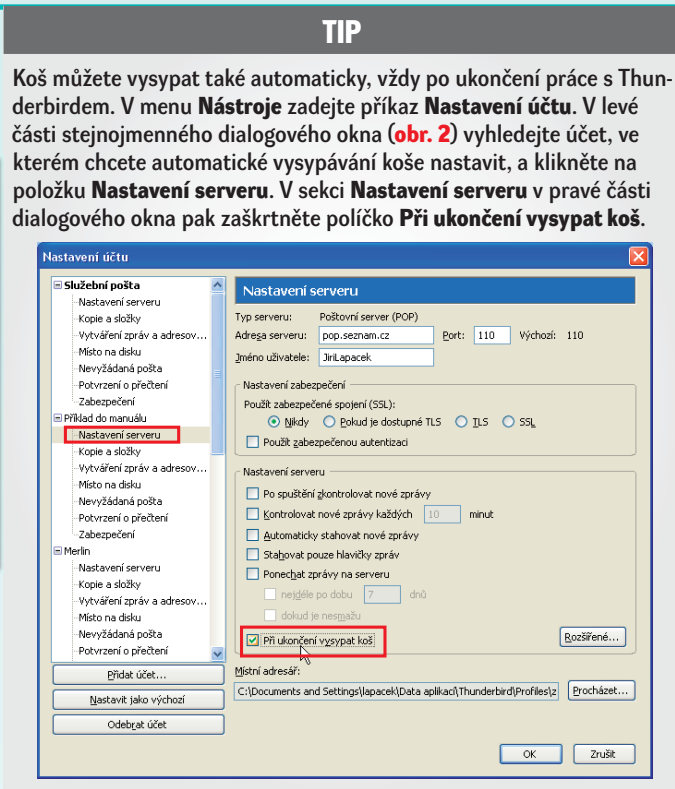 TIP
Koš můžete vysypat také automaticky, vždy po ukončení práce s Thun-
derbirdem. V menu Nástroje zadejte příkaz Nastavení účtu. V levé
části stejnojmenného dialogového okna (obr. 2) vyhledejte účet, ve
kterém chcete automatické vysypávání koše nastavit, a klikněte na
položku Nastavení serveru. V sekci Nastavení serveru v pravé části
dialogového okna pak zaškrtněte políčko Při ukončení vysypat koš.
Nastavení účtu
Služební pošta
Nastavení serveru
Kopie a složky
Vytváření zpráv a adresov...
Místo na disku
Nevyžádaná pošta
Potvrzení o přečtení
Zabezpečení
Příklad do manuálu
Nastavení serveru
Kopie a složky
Vytváření zpráv a adresov...
Místo na disku
Nevyžádaná pošta
Potvrzení o přečtení
Zabezpečení
Merlin
Nastavení serveru
Kopie a složky
Vytváření zpráv a adresov...
Místo na disku
Nevyžádaná pošta
Potvrzení o přečtení
Přidat účet...
Nastavit jako výchozí
Odebrat účet
Nastavení serveru
Typ serveru: Poštovní server (POP)
Adresa serveru: pop.seznam.cz Port: 110 Výchozí: 110
Jméno uživatele: JiriLapacek
Nastavení zabezpečení
Použít zabezpečené spojení (SSL):
Nikdy Pokud je dostupné TLS TLS SSL
Použít zabezpečenou autentizaci
Nastavení serveru
Po spuštění zkontrolovat nové zprávy
Kontrolovat nové zprávy každých 10 minut
Automaticky stahovat nové zprávy
Stahovat pouze hlavičky zpráv
Ponechat zprávy na serveru
nejdéle po dobu 7 dnů
dokud je nesmažu
Při ukončení vysypat koš Rozšířené...
Místní adresář:
C:\Documents and Settings\lapacek\Data aplikací\Thunderbird\Profiles\z Procházet...
OK Zrušit